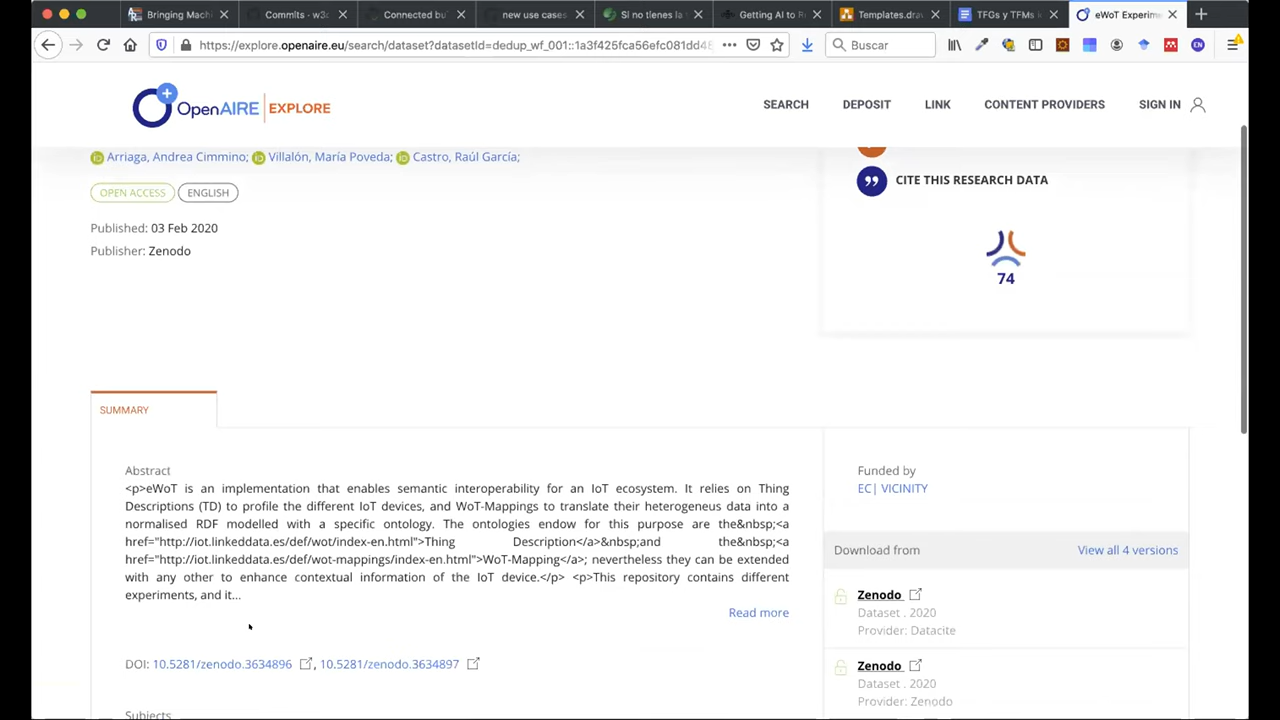 Bringing Machi
Commits · w3c
Connected bu
new use cases
Si no tienes la
Getting AI to R
Templates.draw
TFGs y TFMs i
eWoT Experime
https://explore.openaire.eu/search/dataset?datasetId=dedup_wf_001::1a3f425fca56efc081dd48
Buscar
OpenAIRE EXPLORE
SEARCH DEPOSIT LINK CONTENT PROVIDERS SIGN IN
Arriaga, Andrea Cimmino; Villalón, María Poveda; Castro, Raúl García;
CITE THIS RESEARCH DATA
OPEN ACCESS ENGLISH
Published: 03 Feb 2020
Publisher: Zenodo
74
SUMMARY
Abstract
<p>eWoT is an implementation that enables semantic interoperability for an IoT ecosystem. It relies on Thing
Descriptions (TD) to profile the different IoT devices, and WoT-Mappings to translate their heterogeneus data into a
normalised RDF modelled with a specific ontology. The ontologies endow for this purpose are the&nbsp;<a
href="http://iot.linkeddata.es/def/wot/index-en.html">Thing Description</a>&nbsp;and the&nbsp;<a
href="http://iot.linkeddata.es/def/wot-mappings/index-en.html">WoT-Mapping</a>; nevertheless they can be extended
with any other to enhance contextual information of the IoT device.</p> <p>This repository contains different
experiments, and it...
Read more
DOI: 10.5281/zenodo.3634896 , 10.5281/zenodo.3634897
Subjects
Funded by
EC| VICINITY
Download from View all 4 versions
Zenodo
Dataset . 2020
Provider: Datacite
Zenodo
Dataset . 2020
Provider: Zenodo